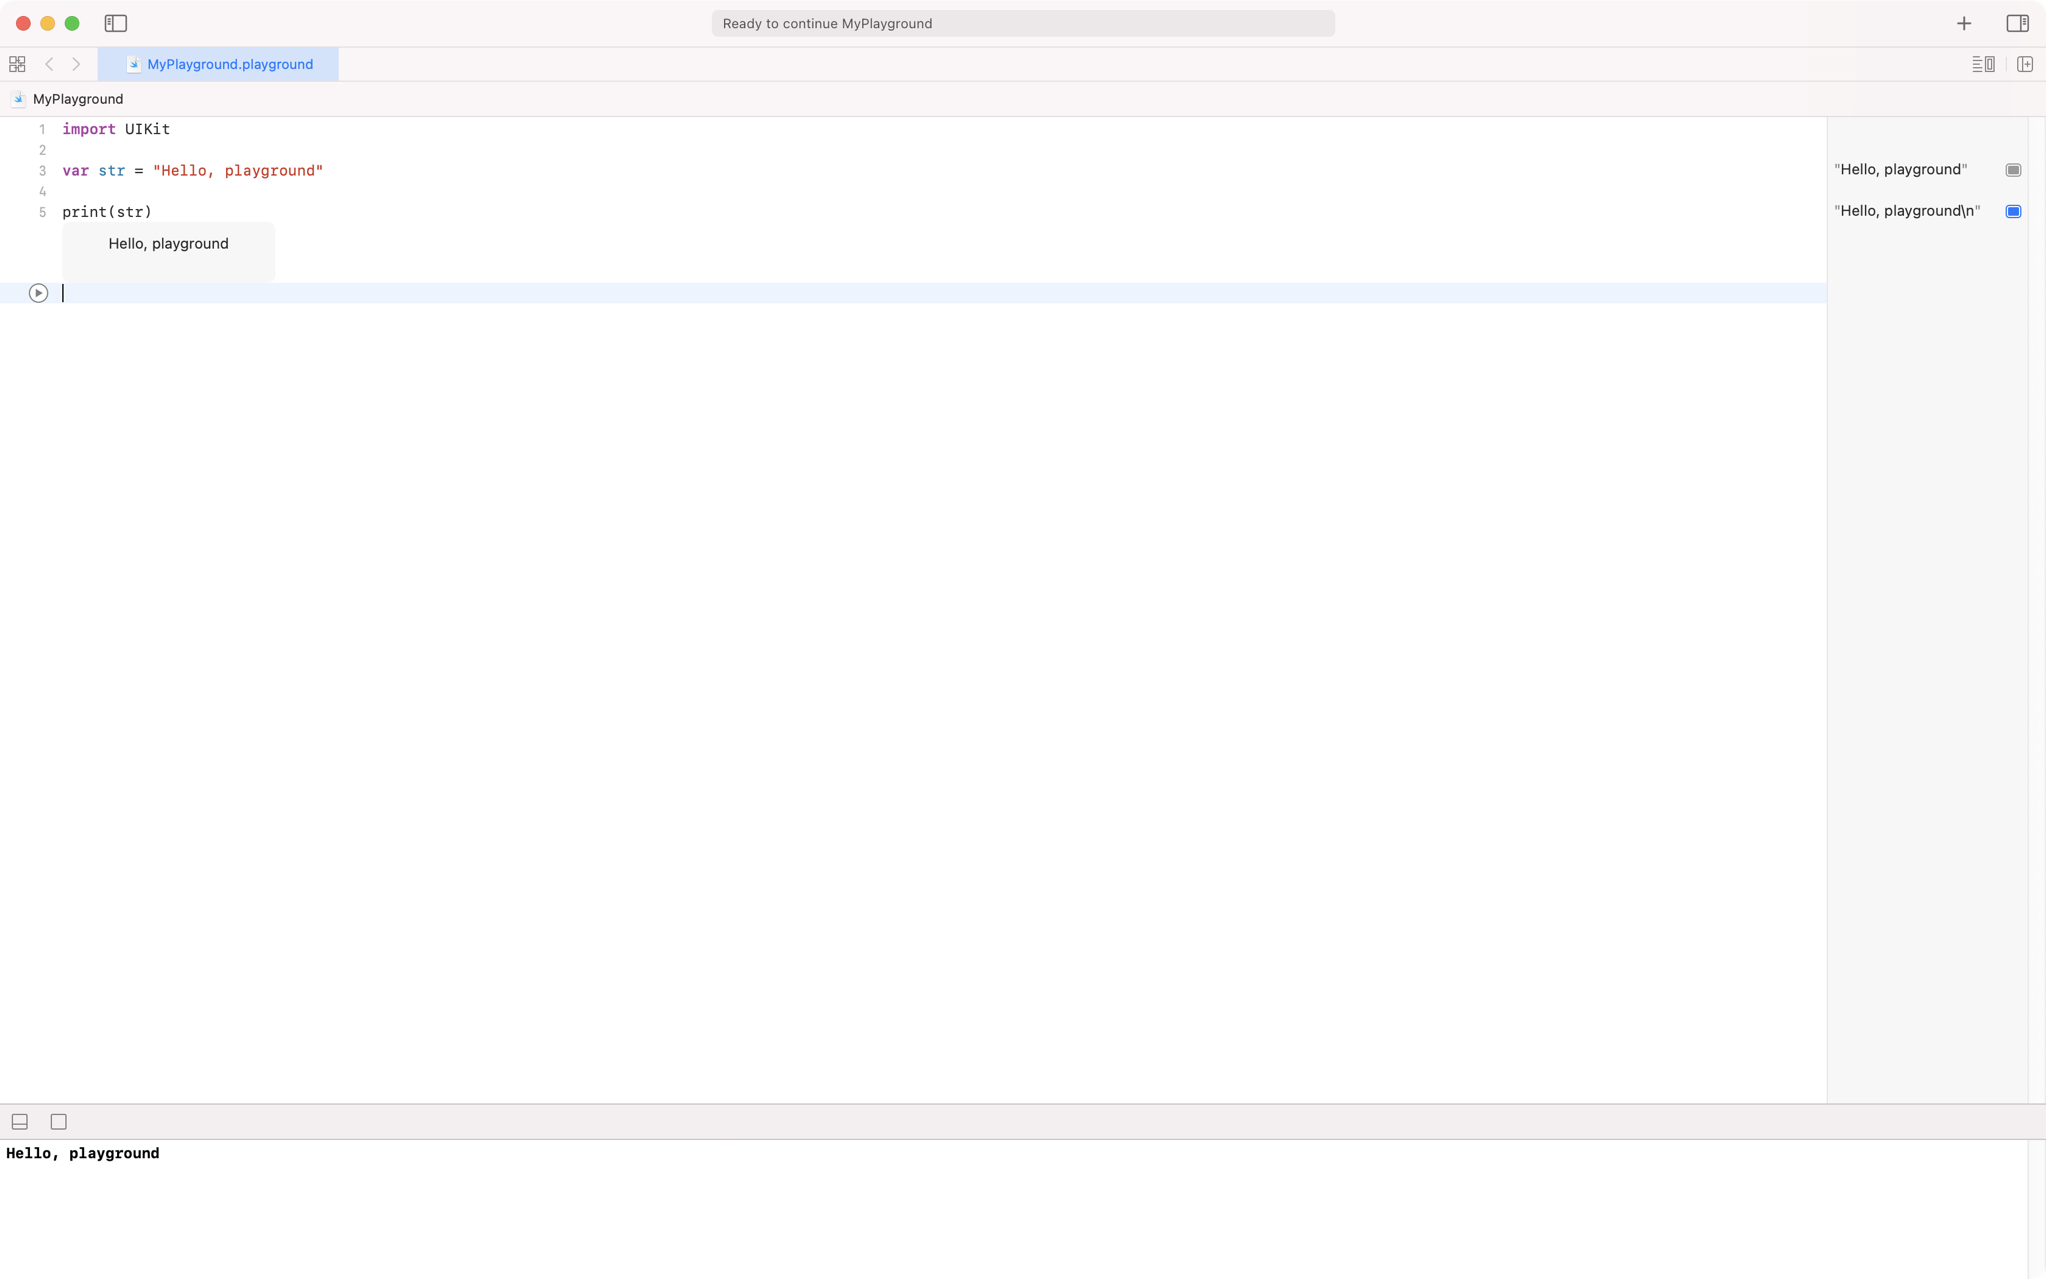 Ready to continue MyPlayground
MyPlayground.playground
MyPlayground
1 import UIKit
2
3 var str = "Hello, playground"
"Hello, playground"
4
5 print(str)
"Hello, playground\n"
Hello, playground
Hello, playground